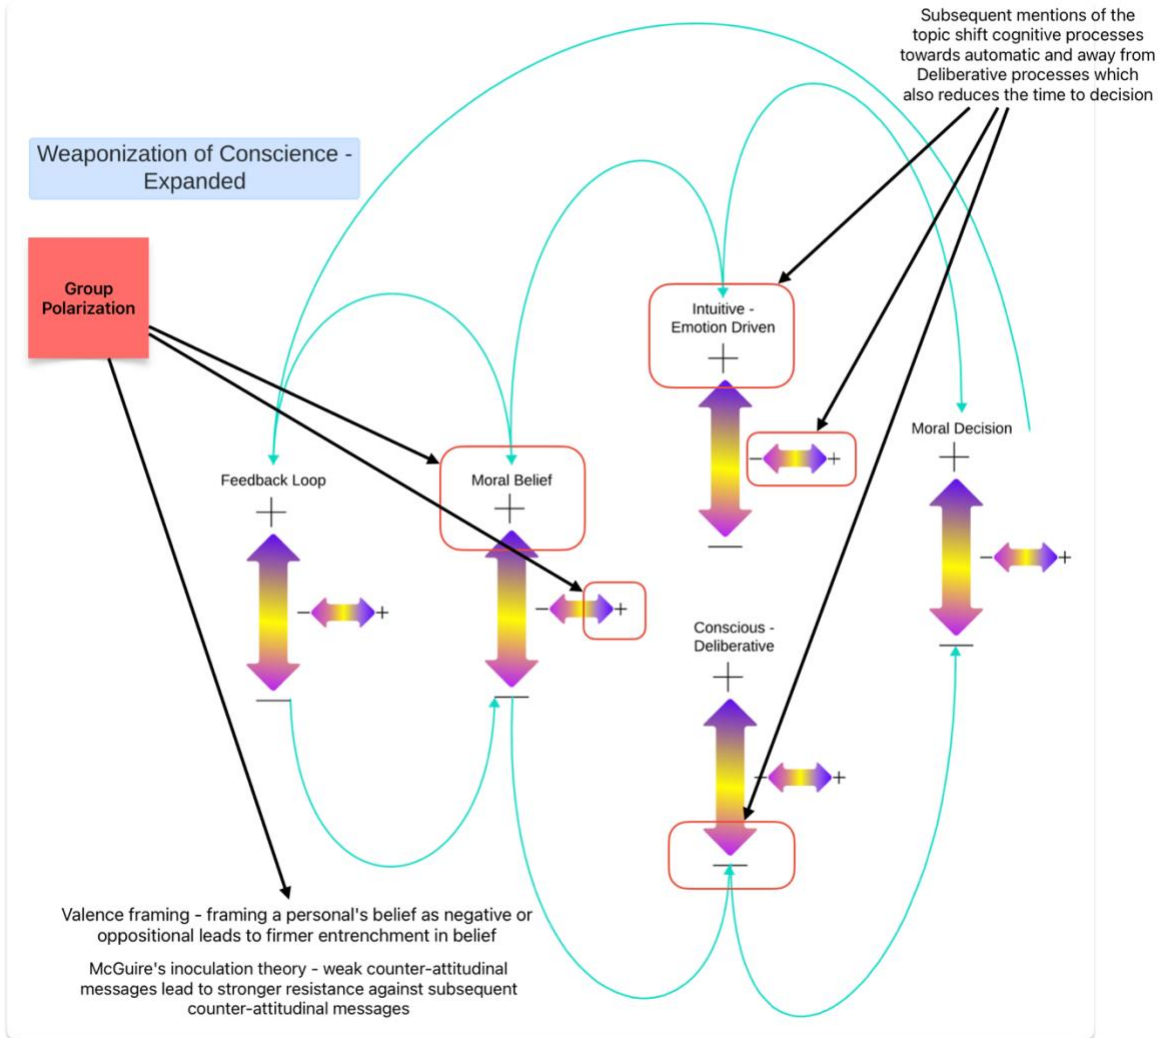 Subsequent mentions of the
topic shift cognitive processes
towards automatic and away from
Deliberative processes which
also reduces the time to decision
Weaponization of Conscience -
Expanded
Group
Polarization
Intuitive -
Emotion Driven
+
- +
Moral Decision
+
Feedback Loop
+
Moral Belief
+
—
- +
- +
- +
Conscious -
Deliberative
+
—
—
—
- +
—
Valence framing - framing a personal's belief as negative or
oppositional leads to firmer entrenchment in belief
McGuire's inoculation theory - weak counter-attitudinal
messages lead to stronger resistance against subsequent
counter-attitudinal messages